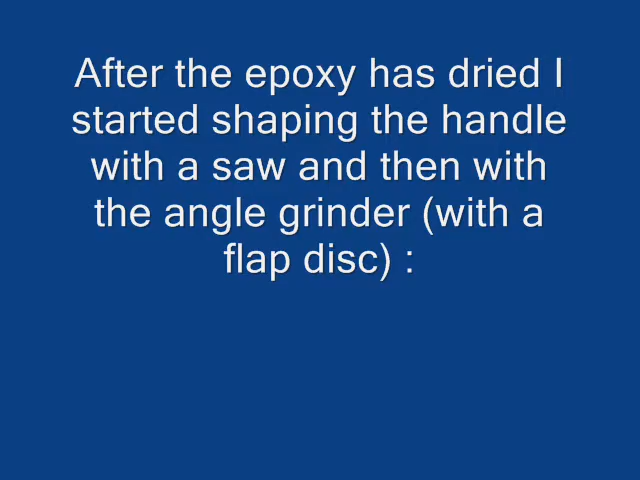 After the epoxy has dried I
started shaping the handle
with a saw and then with
the angle grinder (with a
flap disc) :